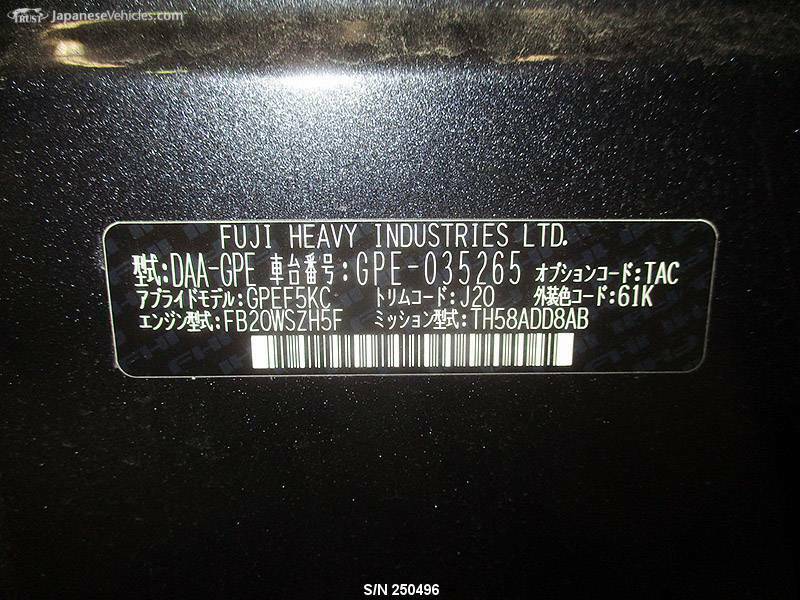 TRUST JapaneseVehicles.com
FUJI HEAVY INDUSTRIES LTD.
型式:DAA-GPE 車台番号:GPE-035265 オプションコード:TAC
アプライドモデル:GPEF5KC トリムコード:J20 外装色コード:61K
エンジン型式:FB20WSZH5F ミッション型式:TH58ADD8AB
S/N 250496